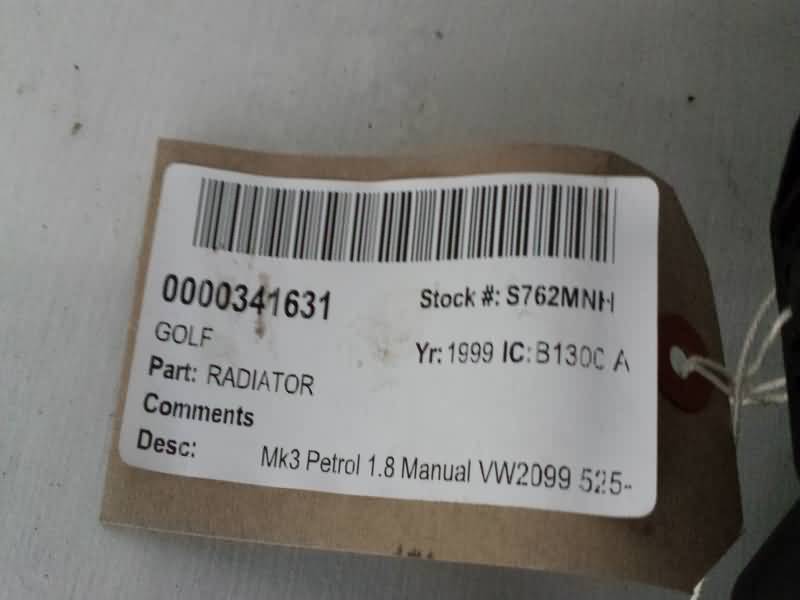 0000341631 Stock #: S762MNH
GOLF
Yr: 1999 IC: B130C A
Part: RADIATOR
Comments
Desc: Mk3 Petrol 1.8 Manual VW2099 525-